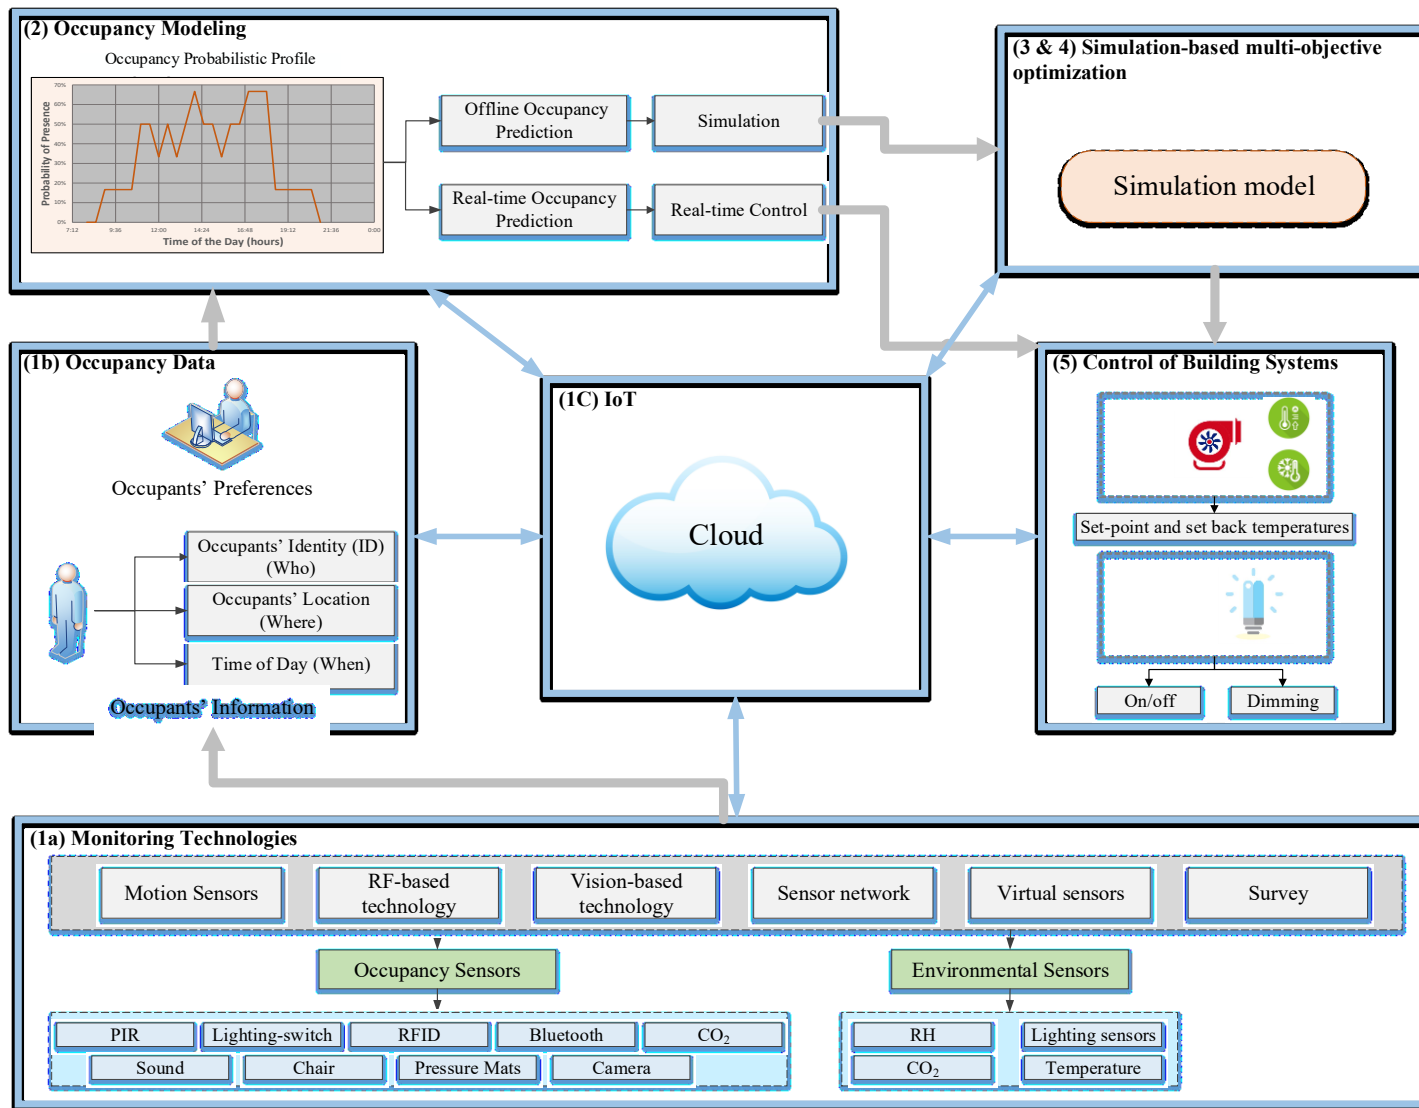 (2) Occupancy Modeling
Occupancy Probabilistic Profile
Probability of Presence
70%
60%
50%
40%
30%
20%
10%
0%
7:12
9:36
12:00
14:24
16:48
19:12
21:36
0:00
Time of the Day (hours)
Offline Occupancy
Prediction
Simulation
Real-time Occupancy
Prediction
Real-time Control
(3 & 4) Simulation-based multi-objective
optimization
Simulation model
(1b) Occupancy Data
Occupants’ Preferences
Occupants’ Identity (ID)
(Who)
Occupants’ Location
(Where)
Time of Day (When)
Occupants’ Information
(1C) IoT
Cloud
(5) Control of Building Systems
Set-point and set back temperatures
On/off
Dimming
(1a) Monitoring Technologies
Motion Sensors
RF-based
technology
Vision-based
technology
Sensor network
Virtual sensors
Survey
Occupancy Sensors
Environmental Sensors
PIR
Lighting-switch
RFID
Bluetooth
CO₂
Sound
Chair
Pressure Mats
Camera
RH
Lighting sensors
CO₂
Temperature